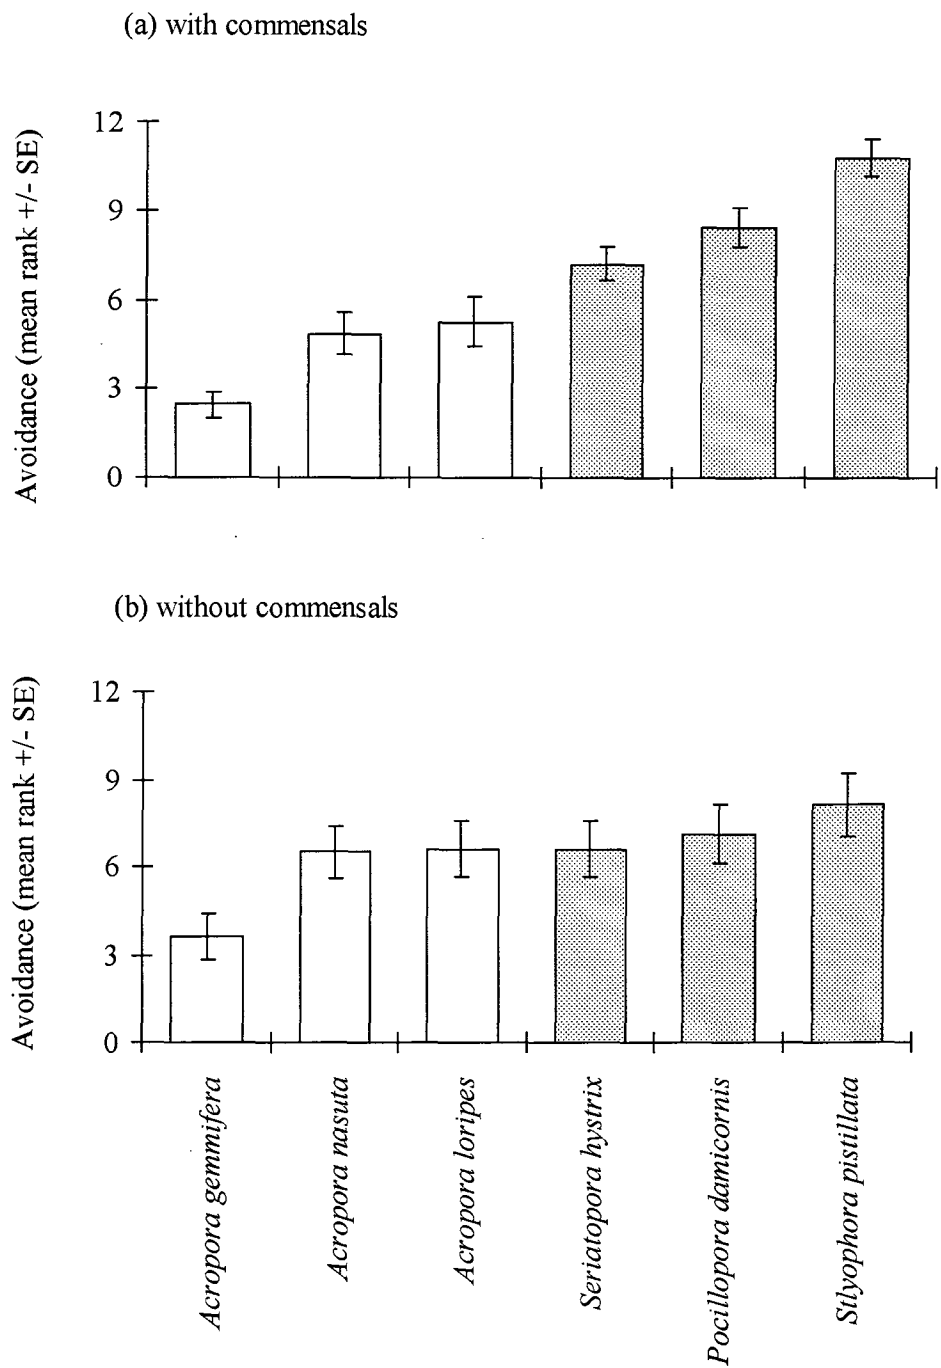 (a) with commensals
Avoidance (mean rank +/- SE)
12
9
6
3
0
(b) without commensals
Avoidance (mean rank +/- SE)
12
9
6
3
0
Acropora gemmifera
Acropora nasuta
Acropora loripes
Seriatopora hystrix
Pocillopora damicornis
Stlyophora pistillata